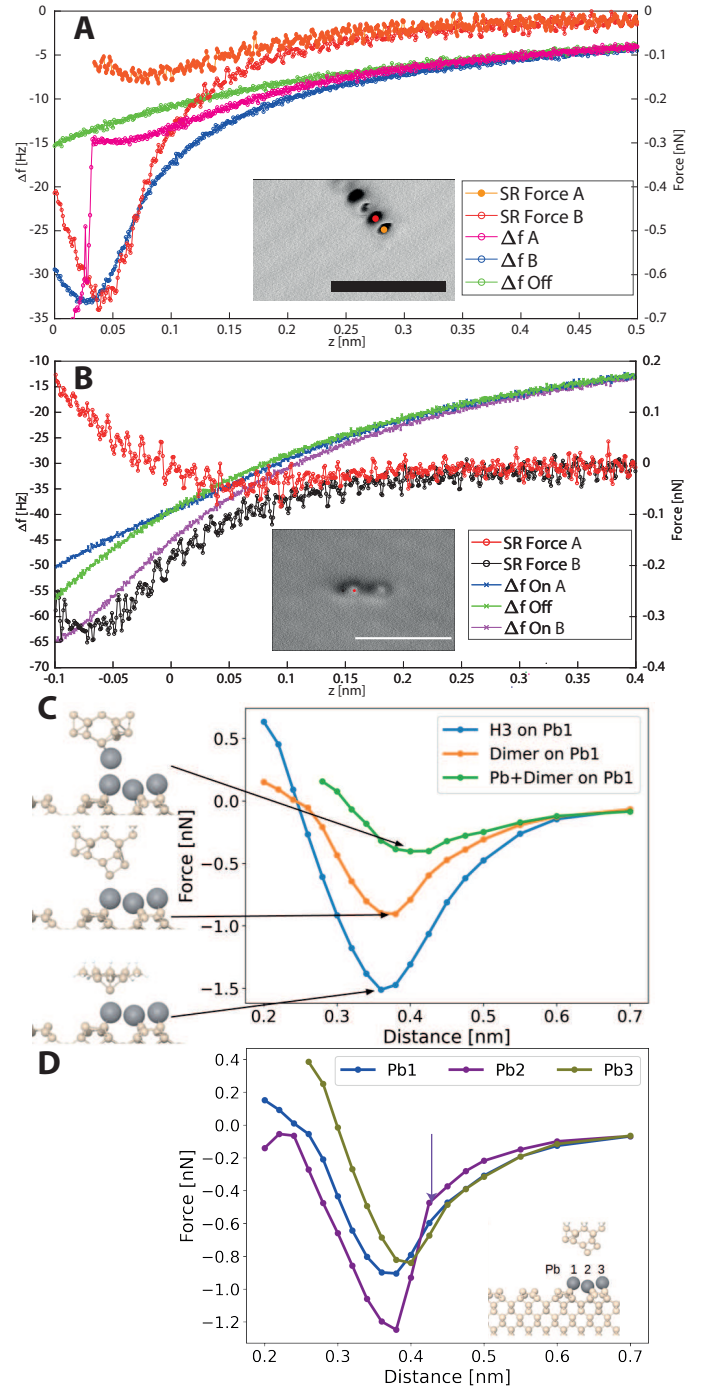 A
0
-5
-10
-15
-20
-25
-30
-35
Δf [Hz]
0
-0.1
-0.2
-0.3
-0.4
-0.5
-0.6
-0.7
Force [nN]
SR Force A
SR Force B
Δf A
Δf B
Δf Off
0 0.05 0.1 0.15 0.2 0.25 0.3 0.35 0.4 0.45 0.5
z [nm]
B
-10
-15
-20
-25
-30
-35
-40
-45
-50
-55
-60
-65
-70
Δf [Hz]
0.2
0.1
0
-0.1
-0.2
-0.3
-0.4
Force [nN]
SR Force A
SR Force B
Δf On A
Δf Off
Δf On B
-0.1 -0.5 0 0.05 0.1 0.15 0.2 0.25 0.3 0.35 0.4
z [nm]
C
0.5
0.0
-0.5
-1.0
-1.5
Force [nN]
H3 on Pb1
Dimer on Pb1
Pb+Dimer on Pb1
0.2 0.3 0.4 0.5 0.6 0.7
Distance [nm]
D
0.4
0.2
0.0
-0.2
-0.4
-0.6
-0.8
-1.0
-1.2
Force [nN]
Pb1 Pb2 Pb3
Pb 1 2 3
0.2 0.3 0.4 0.5 0.6 0.7
Distance [nm]